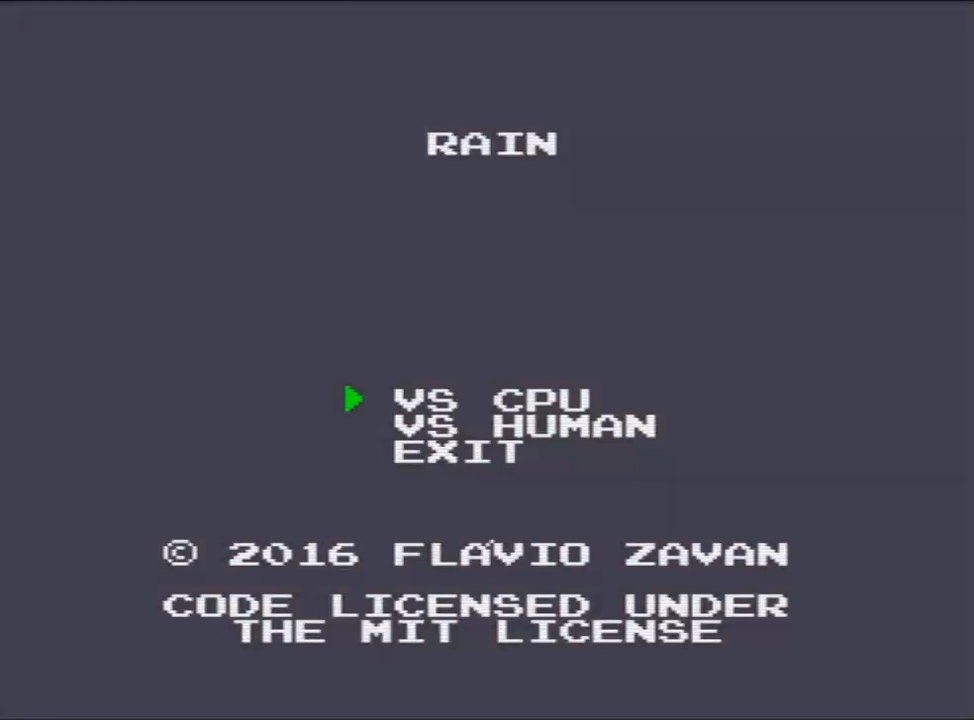 RAIN
VS CPU
VS HUMAN
EXIT
© 2016 FLÁVIO ZAVAN
CODE LICENSED UNDER
THE MIT LICENSE